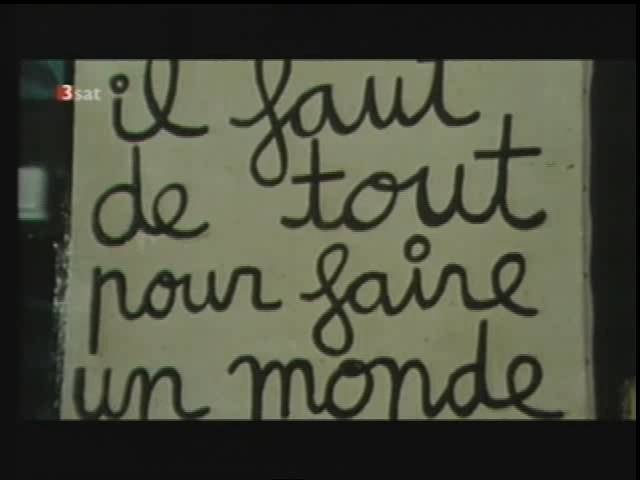 3sat
il faut
de tout
pour faire
un monde